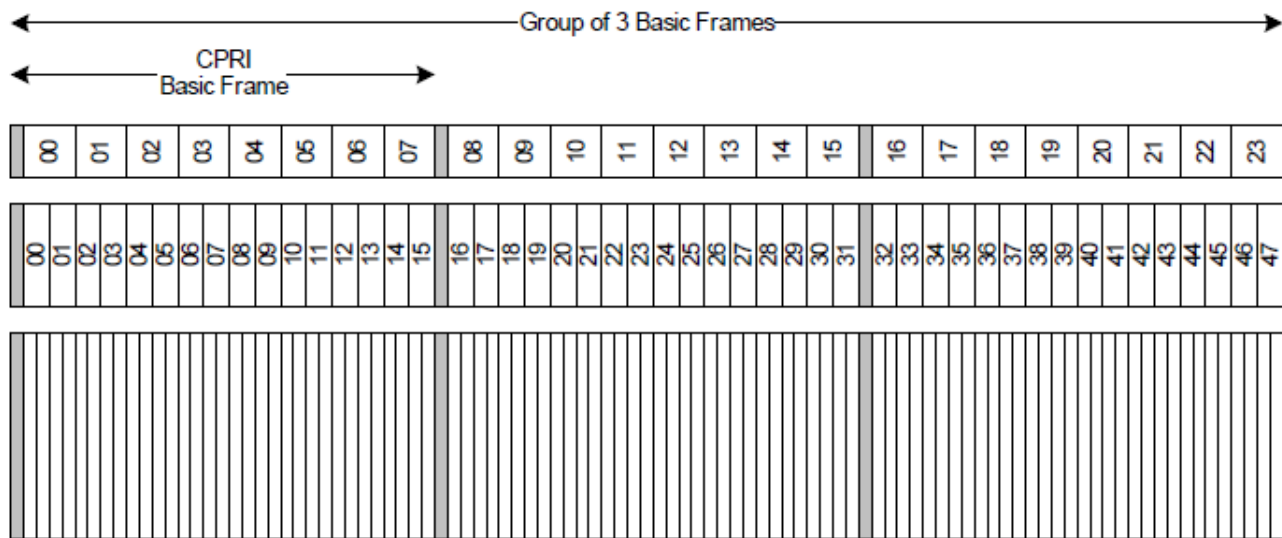 Group of 3 Basic Frames
CPRI
Basic Frame
00 01 02 03 04 05 06 07 08 09 10 11 12 13 14 15 16 17 18 19 20 21 22 23
00 01 02 03 04 05 06 07 08 09 10 11 12 13 14 15 16 17 18 19 20 21 22 23 24 25 26 27 28 29 30 31 32 33 34 35 36 37 38 39 40 41 42 43 44 45 46 47